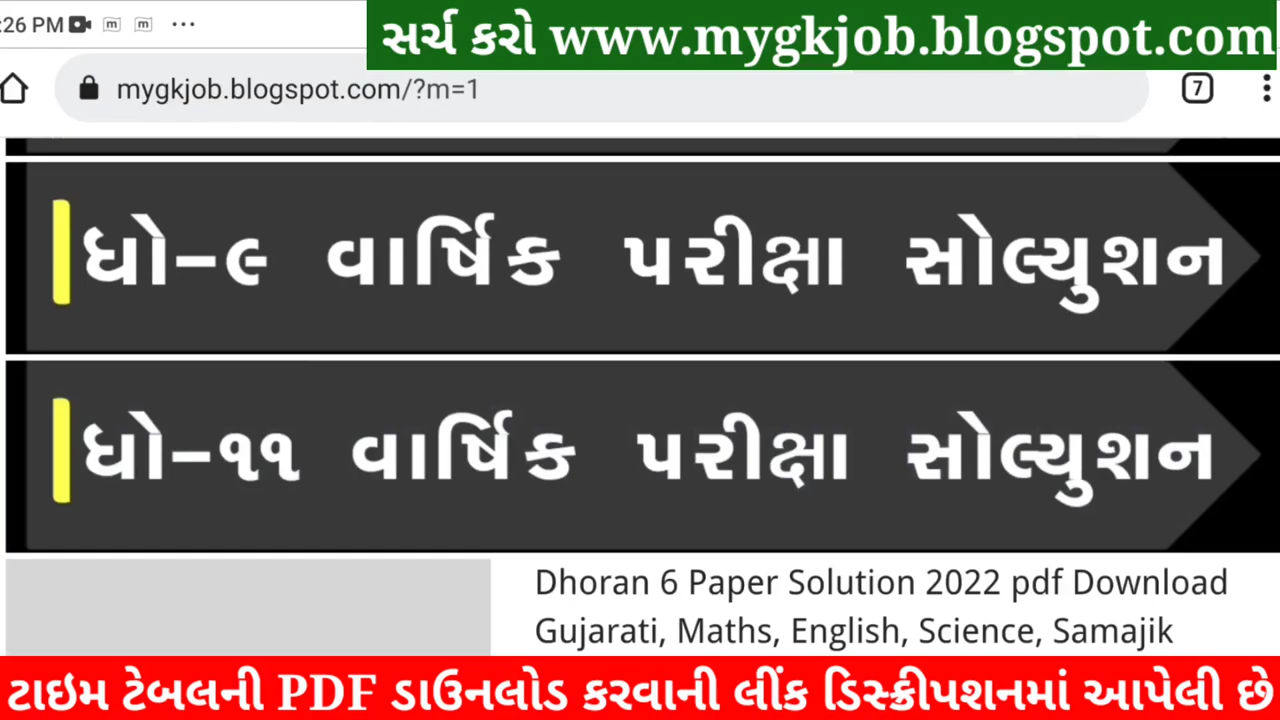 :26 PM
સર્ચ કરો www.mygkjob.blogspot.com
mygkjob.blogspot.com/?m=1
7
ધો-૯ વાર્ષિક પરીક્ષા સોલ્યુશન
ધો-૧૧ વાર્ષિક પરીક્ષા સોલ્યુશન
Dhoran 6 Paper Solution 2022 pdf Download
Gujarati, Maths, English, Science, Samajik
ટાઇમ ટેબલની PDF ડાઉનલોડ કરવાની લીંક ડિસ્ક્રીપશનમાં આપેલી છે